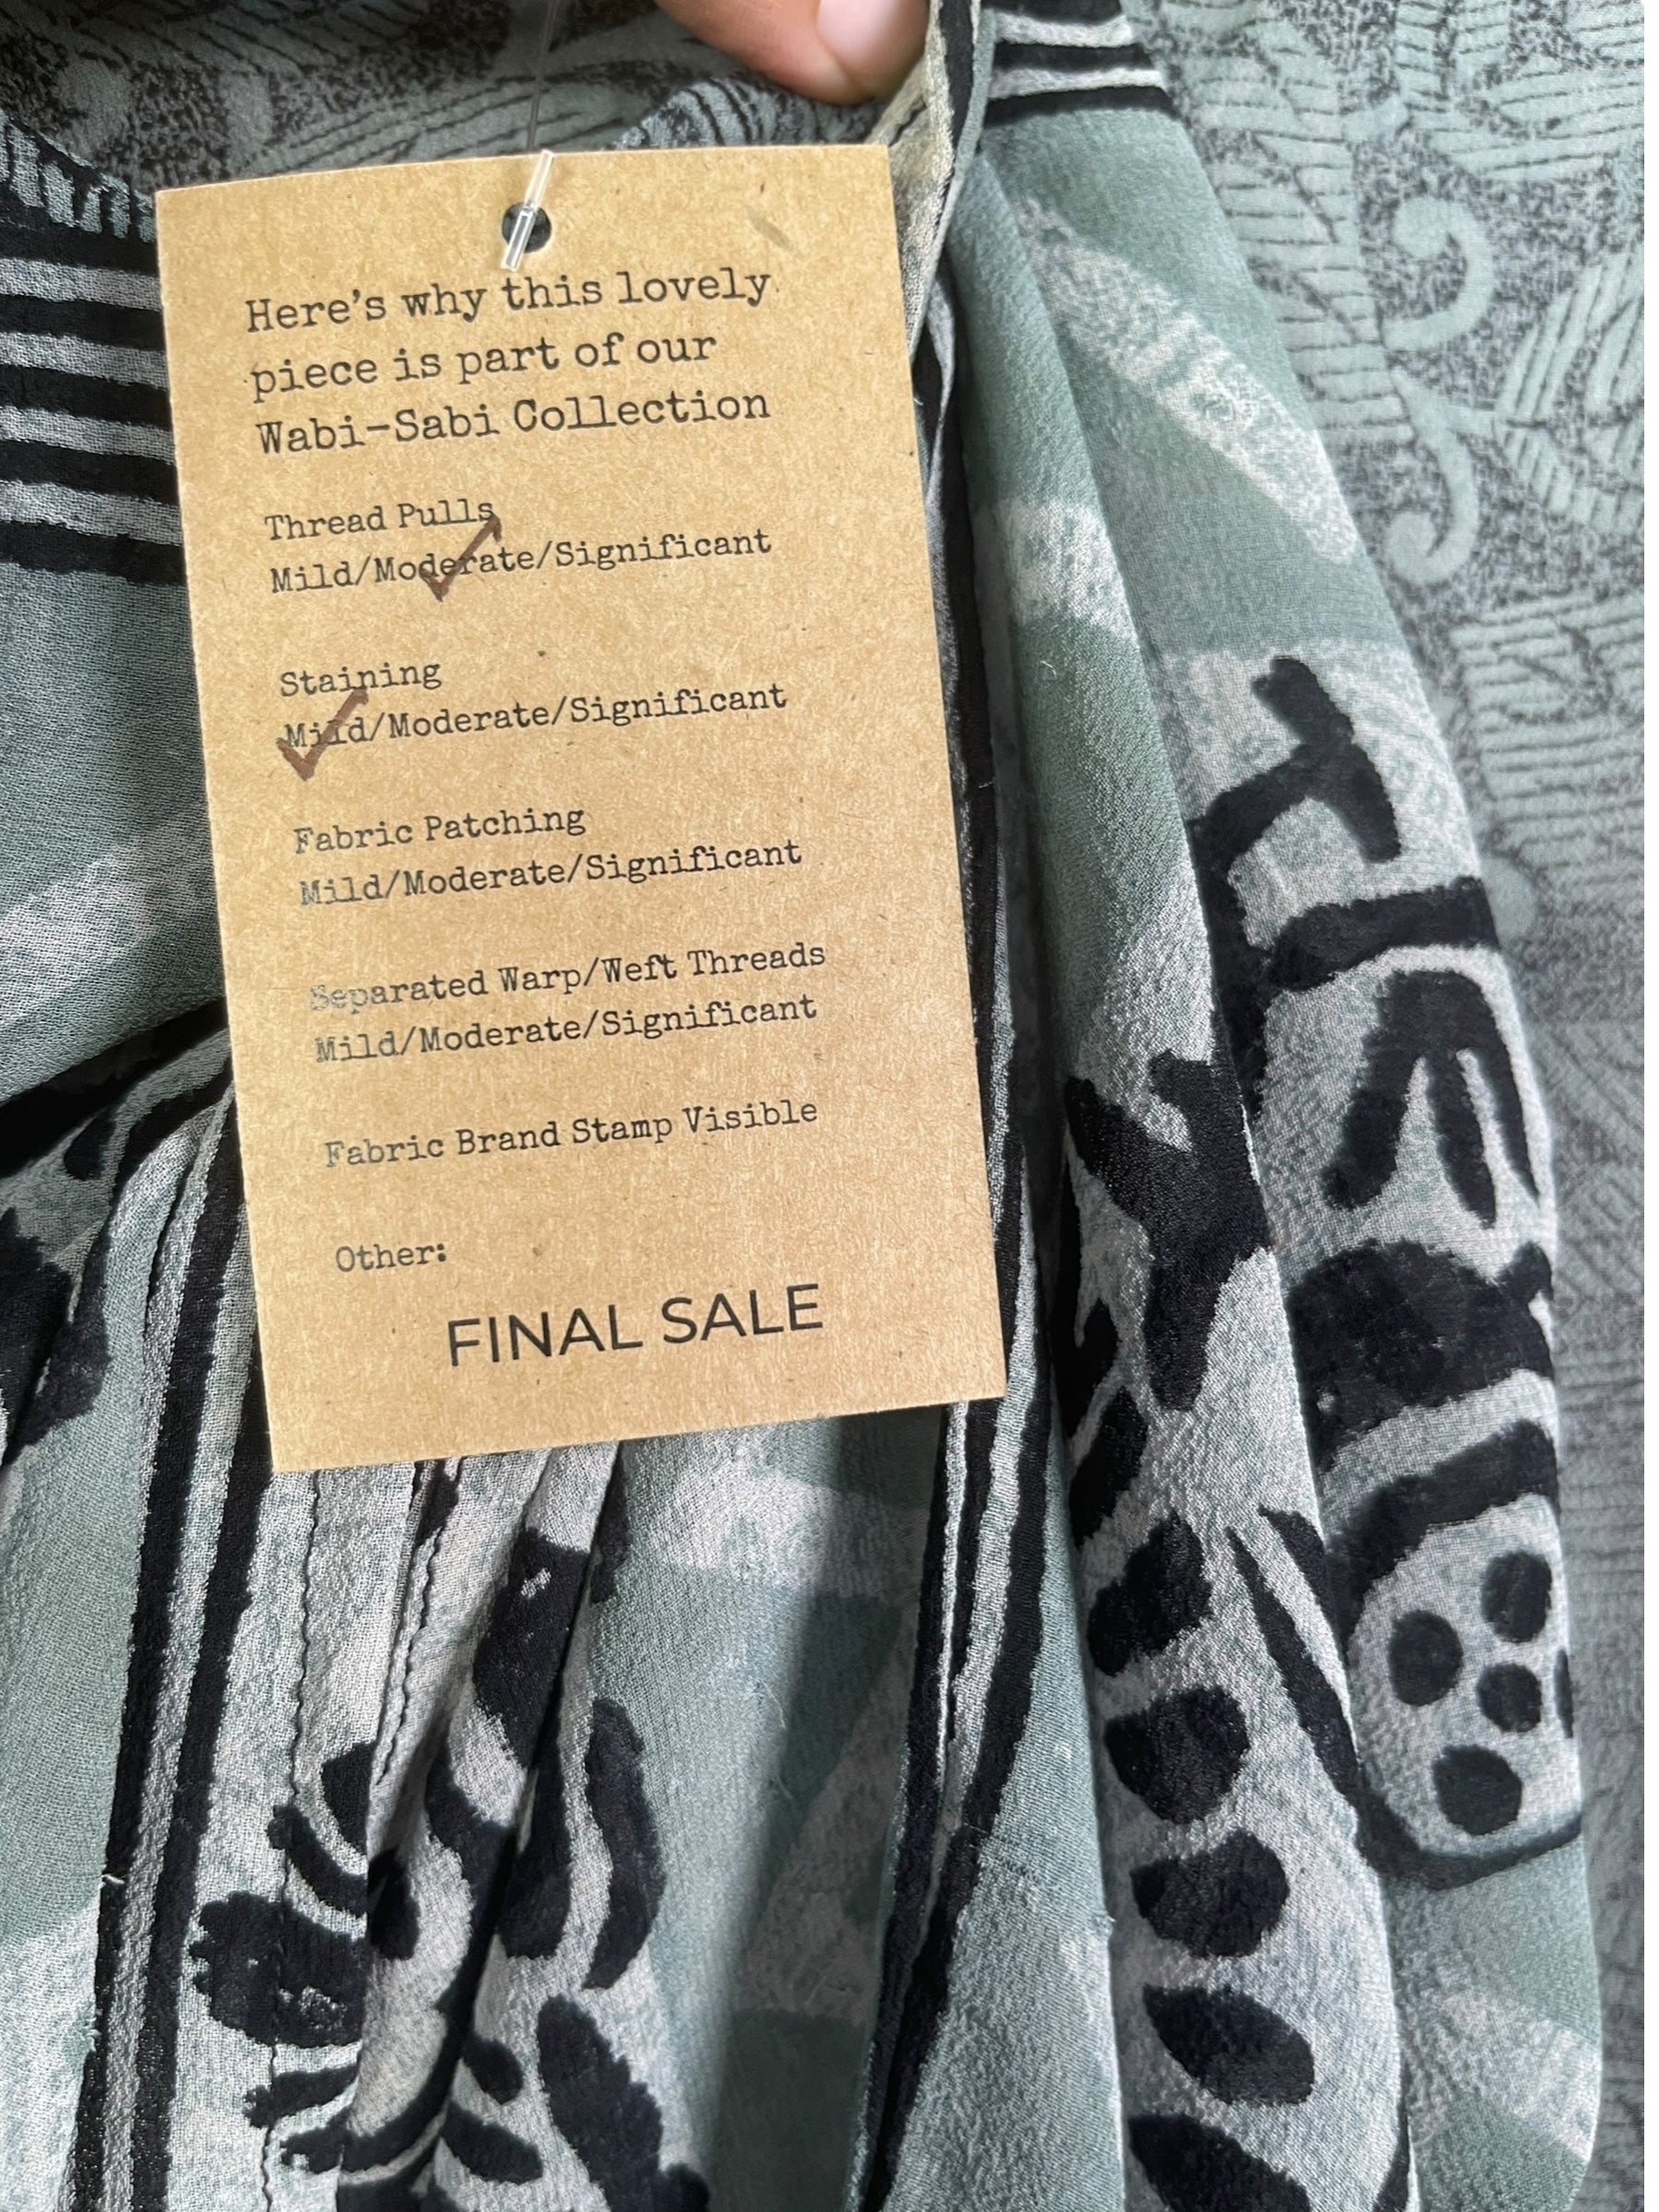 Here's why this lovely
piece is part of our
Wabi-Sabi Collection
Thread Pulls
Mild/Moderate/Significant
Staining
Mild/Moderate/Significant
Fabric Patching
Mild/Moderate/Significant
Separated Warp/Weft Threads
Mild/Moderate/Significant
Fabric Brand Stamp Visible
Other:
FINAL SALE